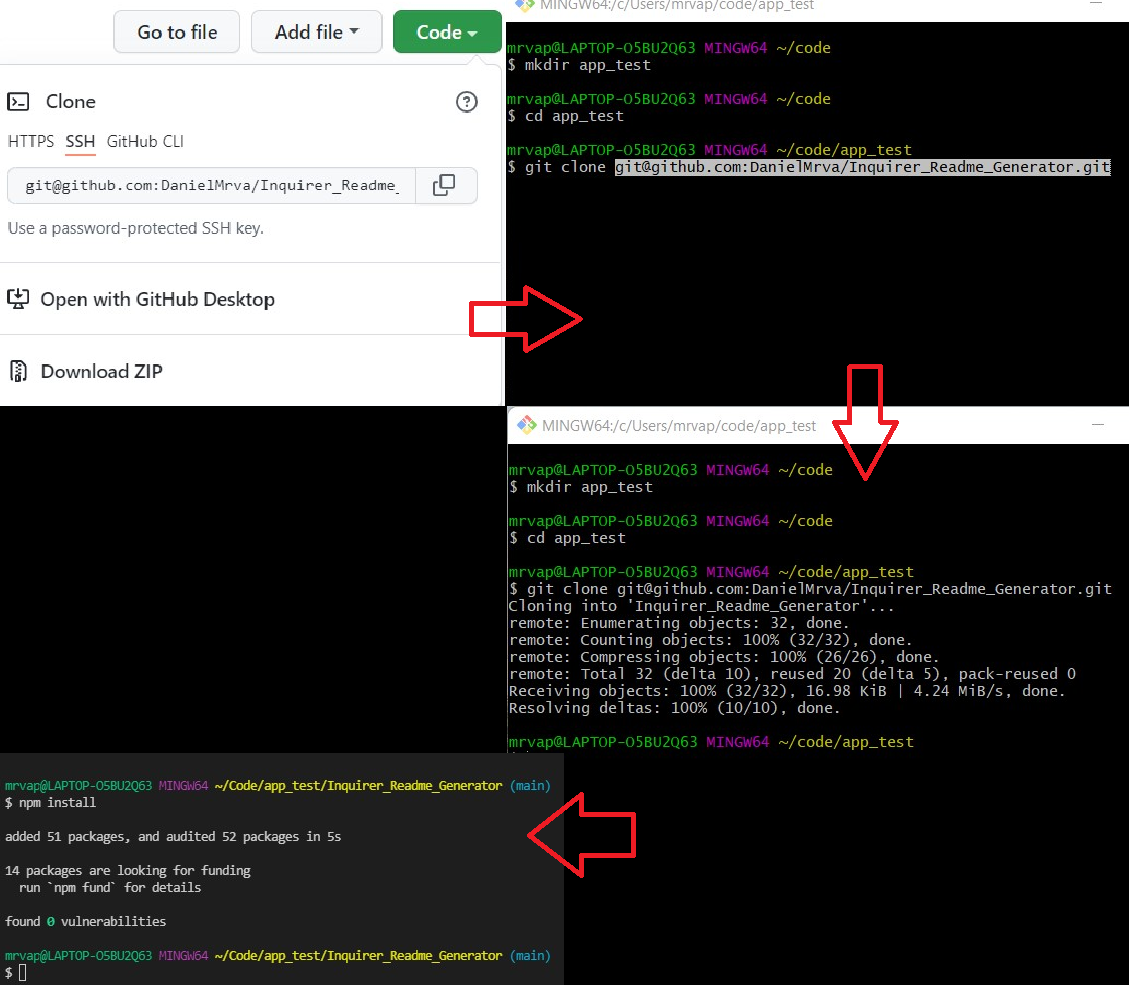 Go to file
Add file
Code
Clone
HTTPS SSH GitHub CLI
git@github.com:DanielMrva/Inquirer_Readme_
Use a password-protected SSH key.
Open with GitHub Desktop
Download ZIP
MINGW64:/c/Users/mrvap/code/app_test
mrvap@LAPTOP-O5BU2Q63 MINGW64 ~/code
$ mkdir app_test
mrvap@LAPTOP-O5BU2Q63 MINGW64 ~/code
$ cd app_test
mrvap@LAPTOP-O5BU2Q63 MINGW64 ~/code/app_test
$ git clone git@github.com:DanielMrva/Inquirer_Readme_Generator.git
MINGW64:/c/Users/mrvap/code/app_test
mrvap@LAPTOP-O5BU2Q63 MINGW64 ~/code
$ mkdir app_test
mrvap@LAPTOP-O5BU2Q63 MINGW64 ~/code
$ cd app_test
mrvap@LAPTOP-O5BU2Q63 MINGW64 ~/code/app_test
$ git clone git@github.com:DanielMrva/Inquirer_Readme_Generator.git
Cloning into 'Inquirer_Readme_Generator'...
remote: Enumerating objects: 32, done.
remote: Counting objects: 100% (32/32), done.
remote: Compressing objects: 100% (26/26), done.
remote: Total 32 (delta 10), reused 20 (delta 5), pack-reused 0
Receiving objects: 100% (32/32), 16.98 KiB | 4.24 MiB/s, done.
Resolving deltas: 100% (10/10), done.
mrvap@LAPTOP-O5BU2Q63 MINGW64 ~/code/app_test
mrvap@LAPTOP-O5BU2Q63 MINGW64 ~/Code/app_test/Inquirer_Readme_Generator (main)
$ npm install
added 51 packages, and audited 52 packages in 5s
14 packages are looking for funding
run `npm fund` for details
found 0 vulnerabilities
mrvap@LAPTOP-O5BU2Q63 MINGW64 ~/Code/app_test/Inquirer_Readme_Generator (main)
$